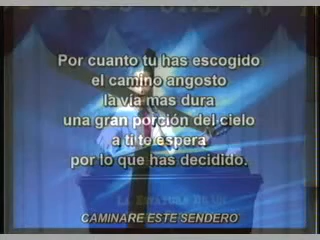 Por cuanto tu has escogido
el camino angosto
la vía mas dura
una gran porción del cielo
a ti te espera
por lo que has decidido.
CAMINARE ESTE SENDERO